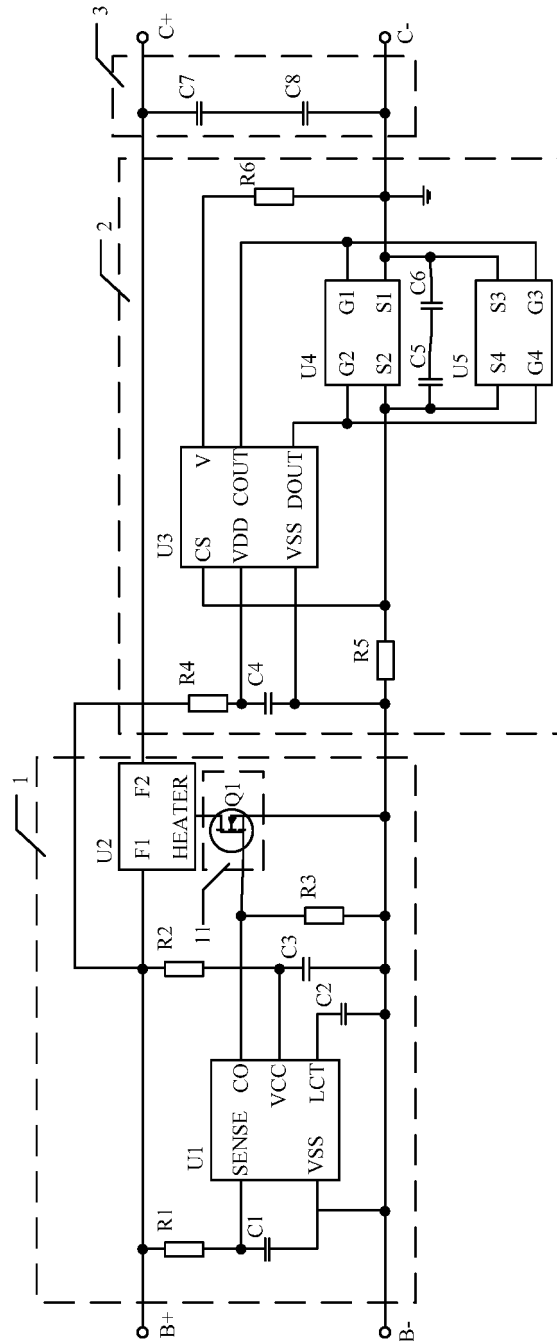 1
2
3
B+
B-
C+
C-
R1
C1
U1
SENSE CO
VCC
VSS LCT
R2
C3
C2
R3
11
Q1
U2
F1 F2
HEATER
R4
C4
R5
U3
CS V
VDD COUT
VSS DOUT
U4
G2 G1
S2 S1
C5 C6
U5
S4 S3
G4 G3
R6
C7
C8